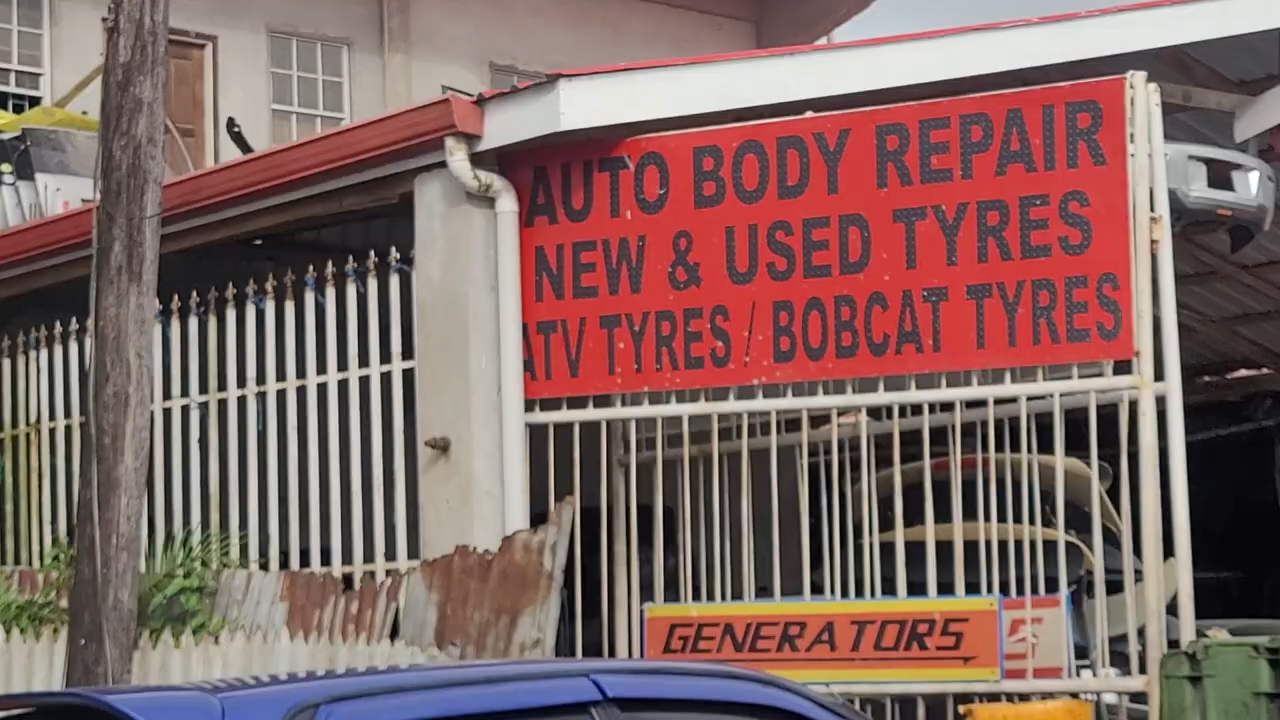 AUTO BODY REPAIR
NEW & USED TYRES
ATV TYRES / BOBCAT TYRES
GENERATORS